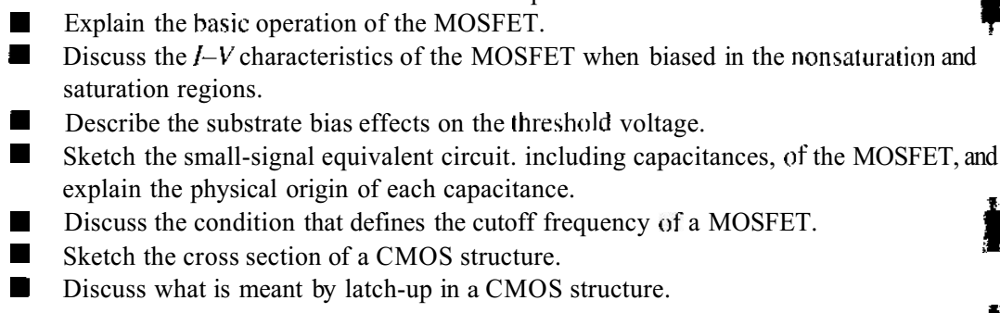 Explain the basic operation of the MOSFET.
Discuss the I–V characteristics of the MOSFET when biased in the nonsaturation and
saturation regions.
Describe the substrate bias effects on the threshold voltage.
Sketch the small-signal equivalent circuit. including capacitances, of the MOSFET, and
explain the physical origin of each capacitance.
Discuss the condition that defines the cutoff frequency of a MOSFET.
Sketch the cross section of a CMOS structure.
Discuss what is meant by latch-up in a CMOS structure.